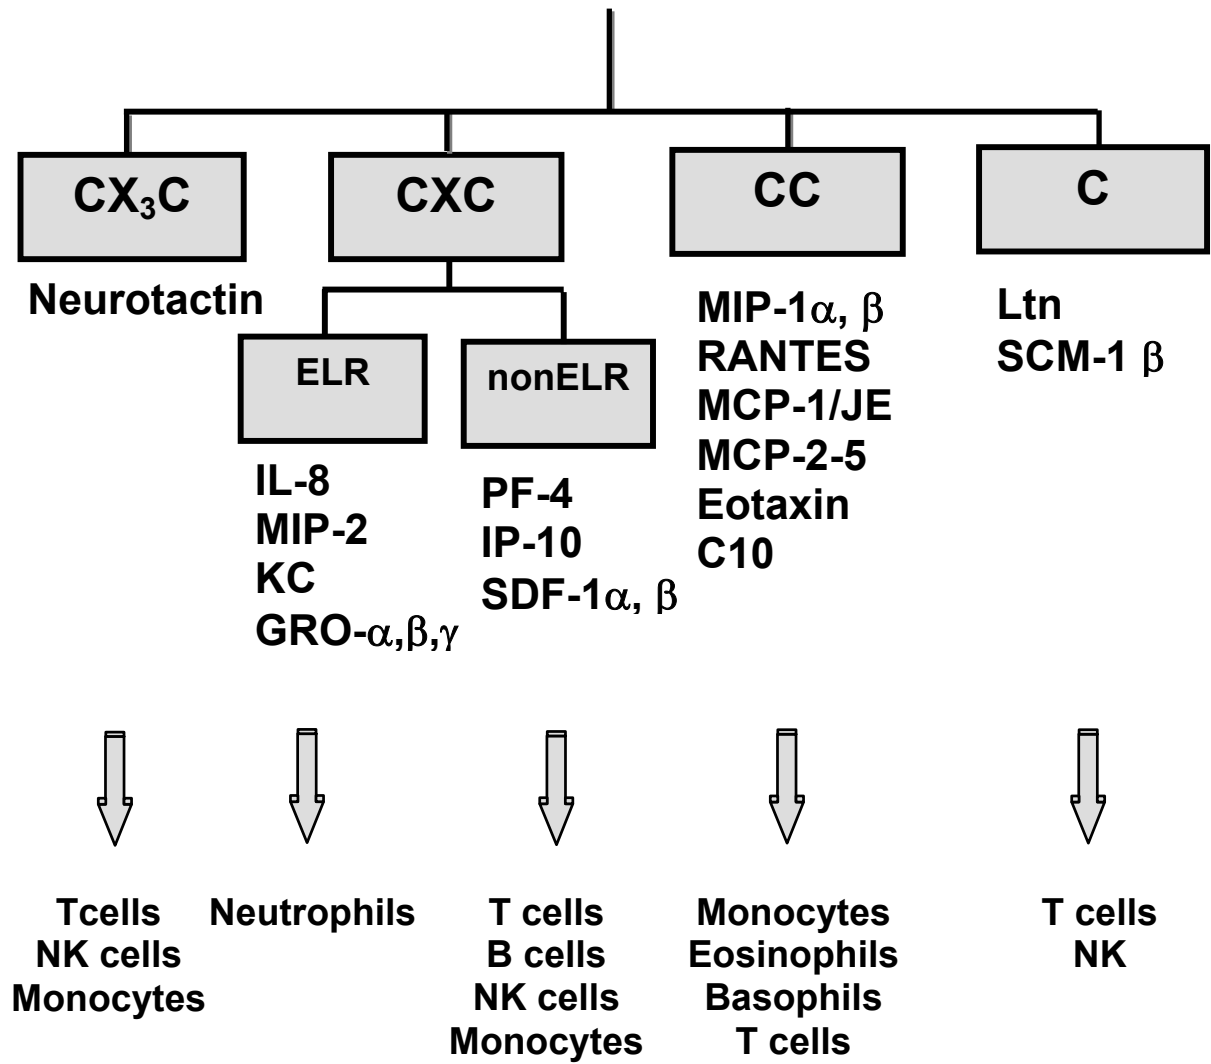 CX₃C
Neurotactin
CXC
ELR
IL-8
MIP-2
KC
GRO-α,β,γ
nonELR
PF-4
IP-10
SDF-1α, β
CC
MIP-1α, β
RANTES
MCP-1/JE
MCP-2-5
Eotaxin
C10
C
Ltn
SCM-1 β
Tcells
NK cells
Monocytes
Neutrophils
T cells
B cells
NK cells
Monocytes
Monocytes
Eosinophils
Basophils
T cells
T cells
NK